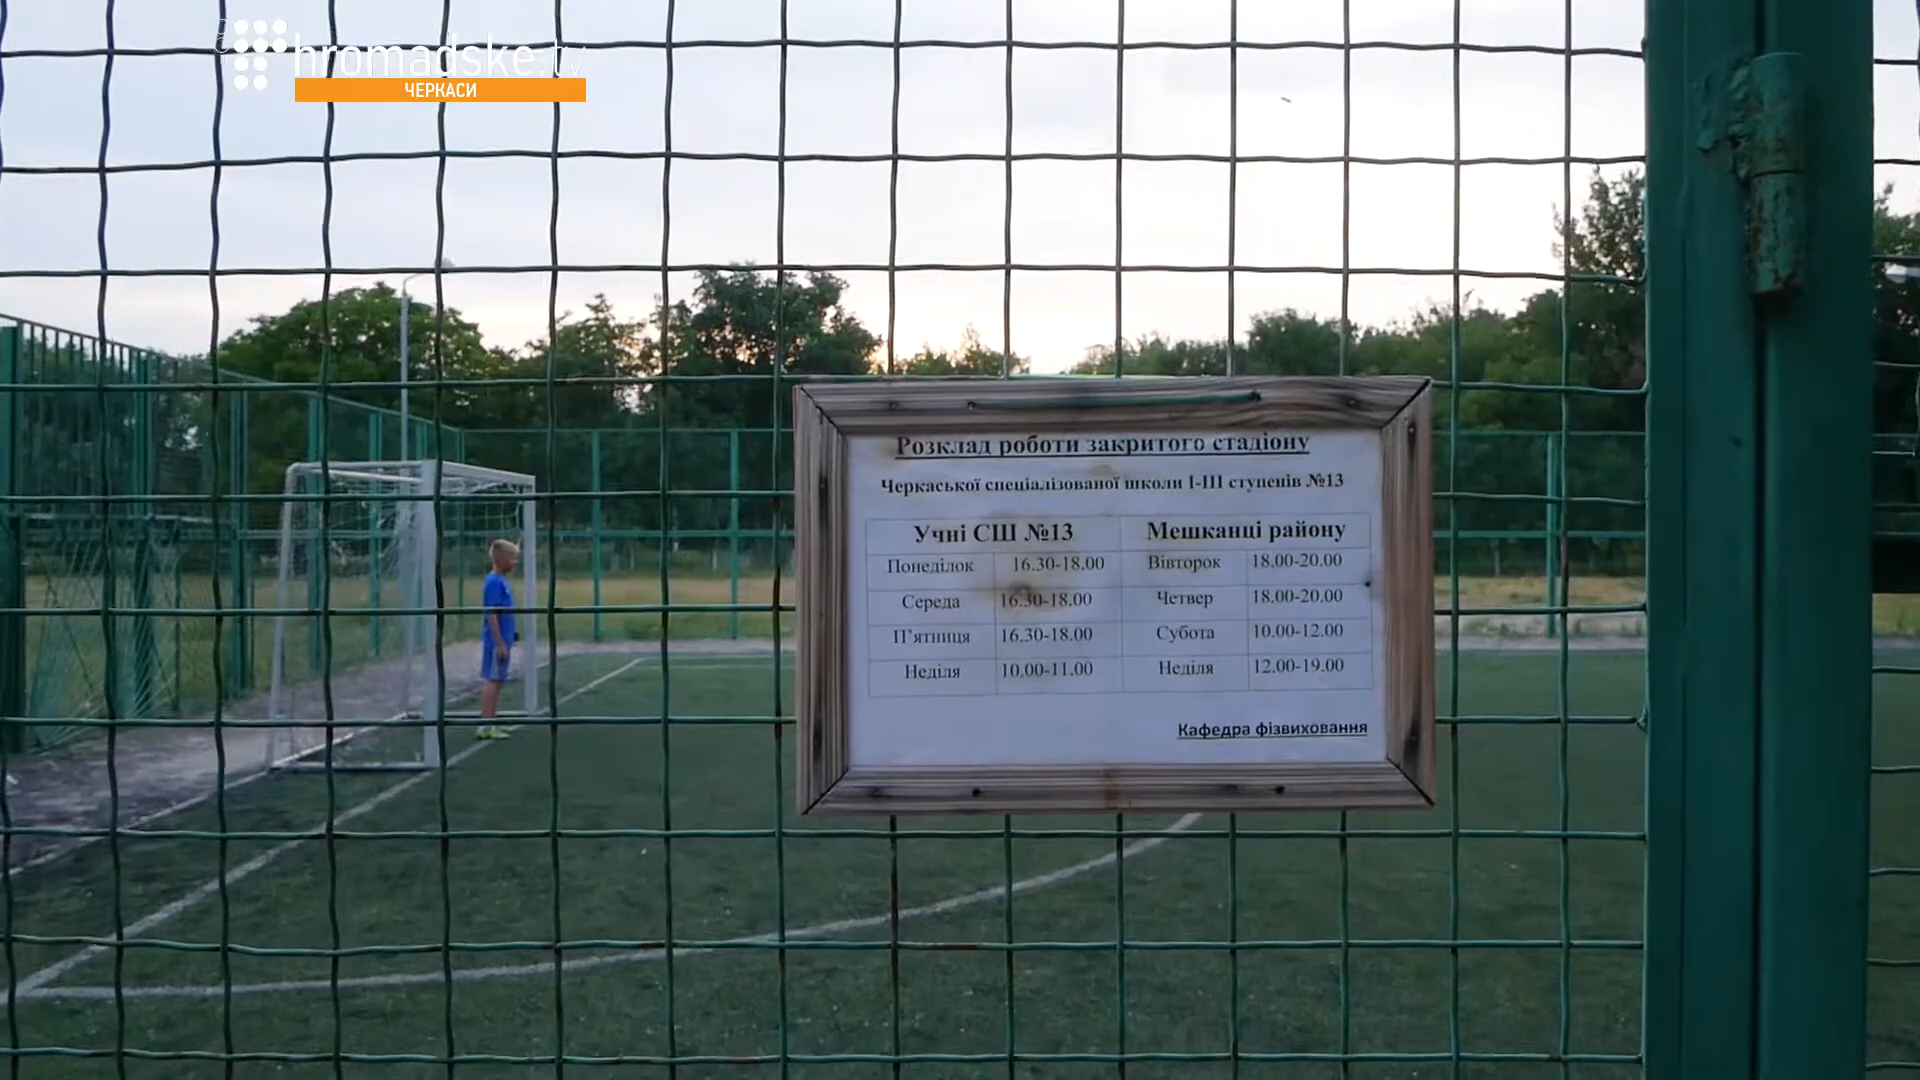 hromadske.tv
ЧЕРКАСИ
Розклад роботи закритого стадіону
Черкаської спеціалізованої школи І-ІІІ ступенів №13
Учні СШ №13 Мешканці району
Понеділок 16.30-18.00 Вівторок 18.00-20.00
Середа 16.30-18.00 Четвер 18.00-20.00
П'ятниця 16.30-18.00 Субота 10.00-12.00
Неділя 10.00-11.00 Неділя 12.00-19.00
Кафедра фізвиховання